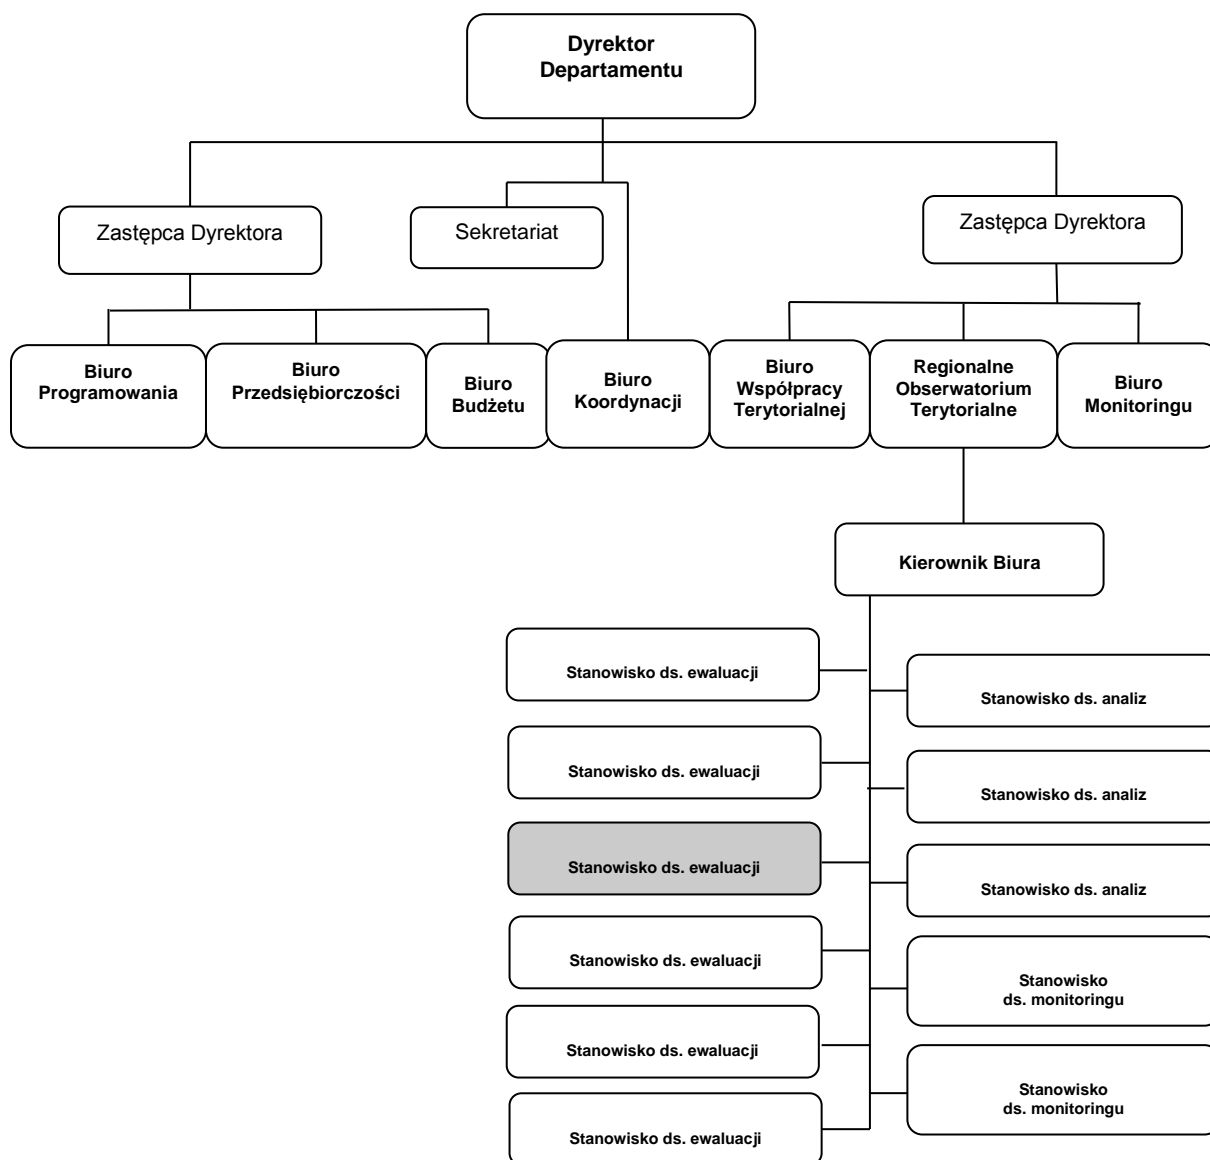 Dyrektor
Departamentu
Zastępca Dyrektora
Sekretariat
Zastępca Dyrektora
Biuro
Programowania
Biuro
Przedsiębiorczości
Biuro
Budżetu
Biuro
Koordynacji
Biuro
Współpracy
Terytorialnej
Regionalne
Obserwatorium
Terytorialne
Biuro
Monitoringu
Kierownik Biura
Stanowisko ds. ewaluacji
Stanowisko ds. analiz
Stanowisko ds. ewaluacji
Stanowisko ds. analiz
Stanowisko ds. ewaluacji
Stanowisko ds. analiz
Stanowisko ds. ewaluacji
Stanowisko
ds. monitoringu
Stanowisko ds. ewaluacji
Stanowisko
ds. monitoringu
Stanowisko ds. ewaluacji